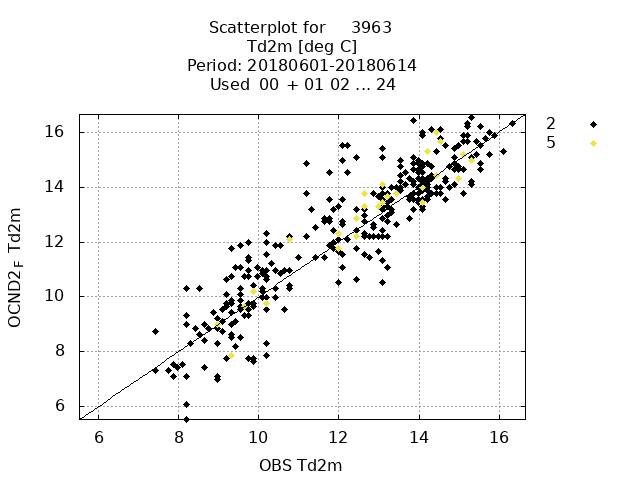 Scatterplot for 3963
Td2m [deg C]
Period: 20180601-20180614
Used 00 + 01 02 ... 24
2
5
16
14
12
10
8
6
OCND2F Td2m
6 8 10 12 14 16
OBS Td2m